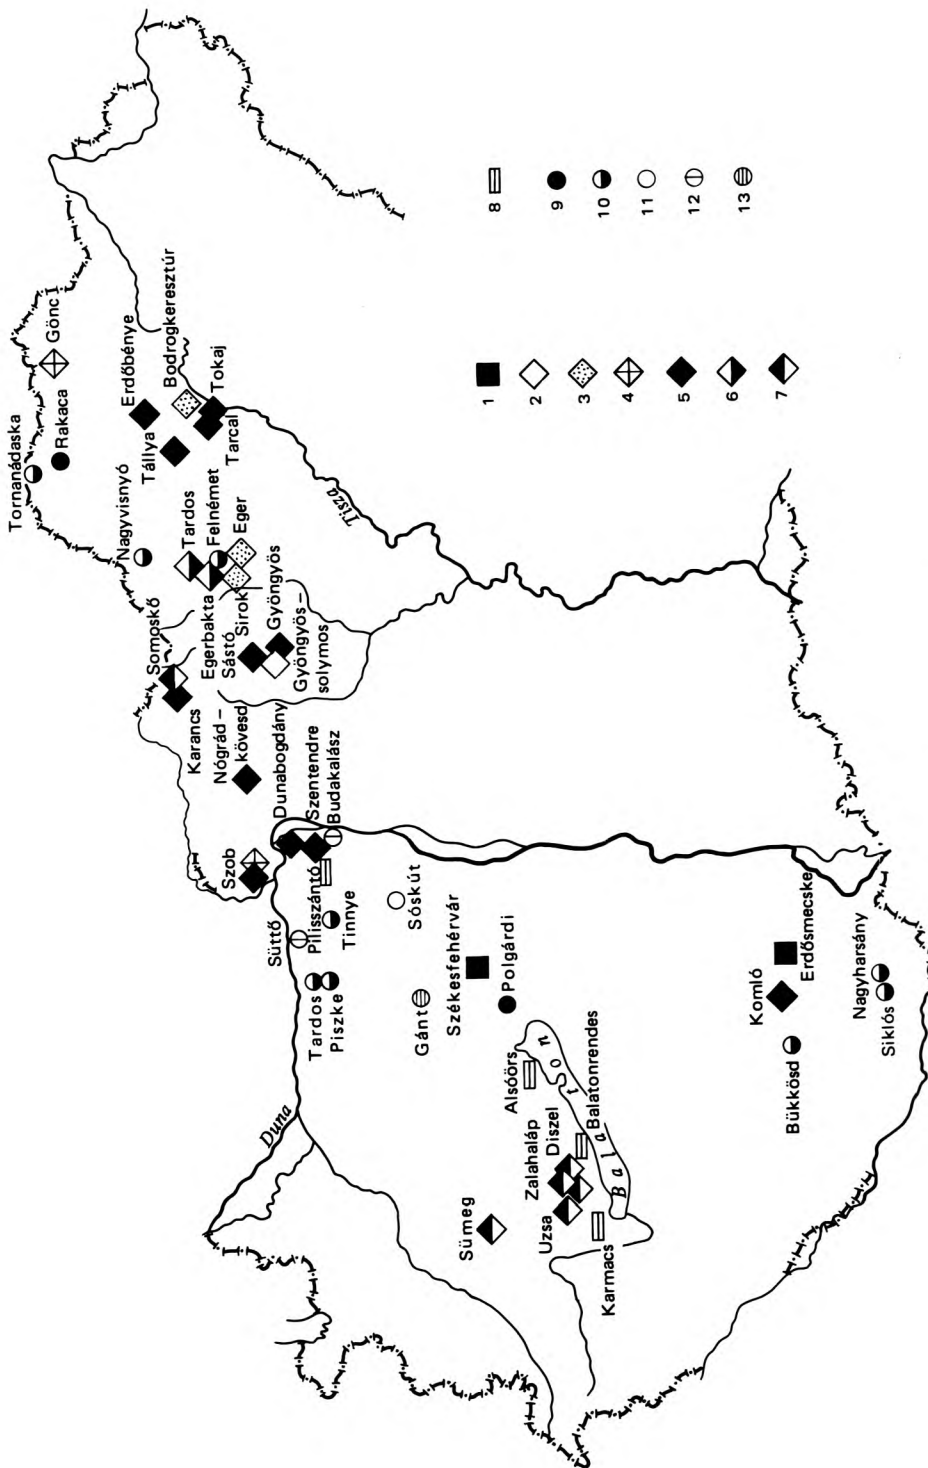 Tornanádaska
Rakaca
Gönc
Nagyvisnyó
Erdőbénye
Tállya
Bodrogkeresztúr
Tokaj
Tarcal
Somoskő
Karancs
Tardos
Felnémet
Eger
Egerbakta
Sirok
Sástó
Gyöngyös
Gyöngyös–
solymos
Nógrád–
kövesd
Tisza
Szob
Dunabogdány
Szentendre
Budakalász
Pilisszántó
Süttő
Tinnye
Tardos
Piszke
Duna
Sóskút
Gánt
Székesfehérvár
Polgárdi
Alsóörs
Balaton
Balatonrendes
Diszel
Zalahaláp
Uzsa
Sümeg
Karmacs
Komló
Erdősmecske
Bükkösd
Nagyharsány
Siklós
1
2
3
4
5
6
7
8
9
10
11
12
13